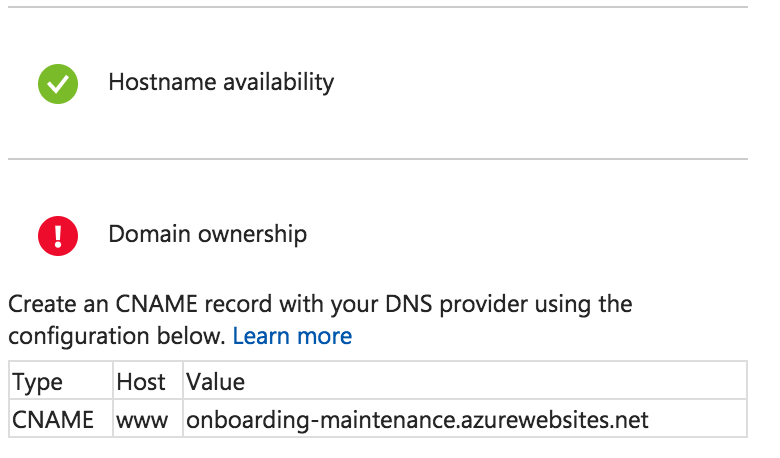 Hostname availability
Domain ownership
Create an CNAME record with your DNS provider using the
configuration below. Learn more
Type Host Value
CNAME www onboarding-maintenance.azurewebsites.net